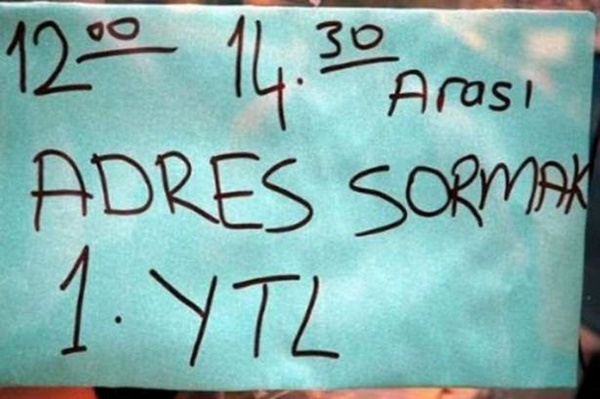 12⁰⁰ 14.³⁰ Arası
ADRES SORMAK
1. YTL